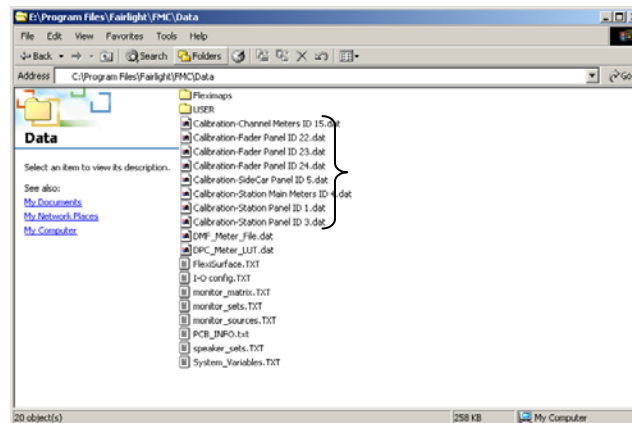 E:\Program Files\Fairlight\FMC\Data
File Edit View Favorites Tools Help
Back Search Folders
Address C:\Program Files\Fairlight\FMC\Data Go
Data
Select an item to view its description.
See also:
My Documents
My Network Places
My Computer
Fleximaps
USER
Calibration-Channel Meters ID 15.dat
Calibration-Fader Panel ID 22.dat
Calibration-Fader Panel ID 23.dat
Calibration-Fader Panel ID 24.dat
Calibration-SideCar Panel ID 5.dat
Calibration-Station Main Meters ID 4.dat
Calibration-Station Panel ID 1.dat
Calibration-Station Panel ID 3.dat
DMF_Meter_File.dat
DPC_Meter_LUT.dat
FlexiSurface.TXT
I-O config.TXT
monitor_matrix.TXT
monitor_sets.TXT
monitor_sources.TXT
PCB_INFO.txt
speaker_sets.TXT
System_Variables.TXT
20 object(s) 258 KB My Computer